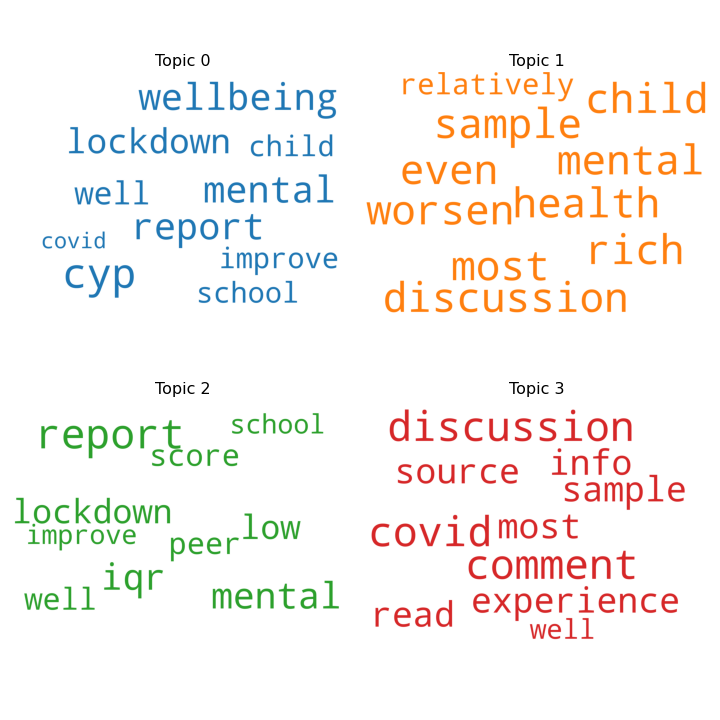 Topic 0
wellbeing
lockdown child
well mental
report
covid
improve
cyp
school
Topic 1
relatively
child
sample
mental
even
worsen health
rich
most
discussion
Topic 2
report school
score
lockdown
improve peer low
iqr
well mental
Topic 3
discussion
source info
sample
covid most
comment
read experience
well